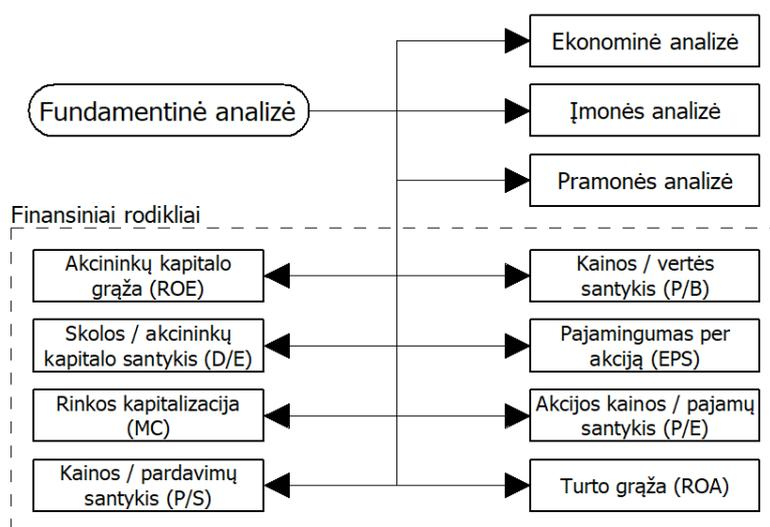 Ekonominė analizė
Fundamentinė analizė
Įmonės analizė
Pramonės analizė
Finansiniai rodikliai
Akcininkų kapitalo
grąža (ROE)
Kainos / vertės
santykis (P/B)
Skolos / akcininkų
kapitalo santykis (D/E)
Pajamingumas per
akciją (EPS)
Rinkos kapitalizacija
(MC)
Akcijos kainos / pajamų
santykis (P/E)
Kainos / pardavimų
santykis (P/S)
Turto grąža (ROA)